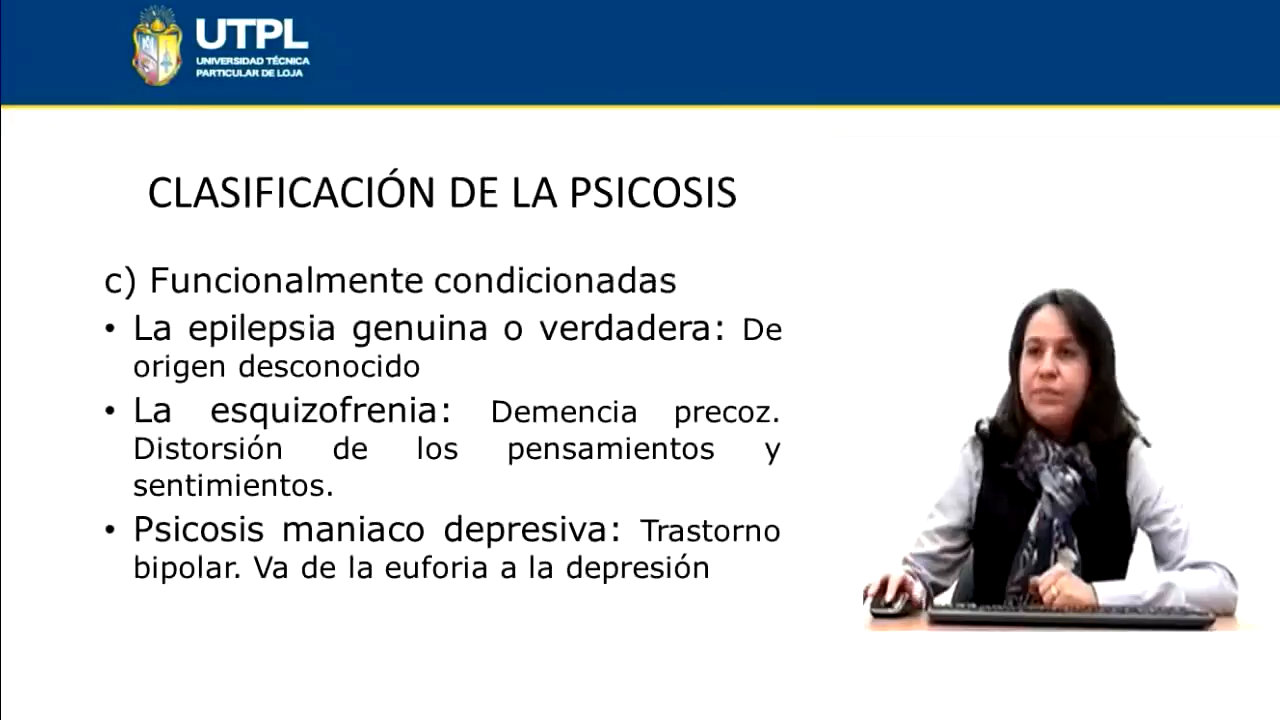 UTPL
UNIVERSIDAD TÉCNICA
PARTICULAR DE LOJA
CLASIFICACIÓN DE LA PSICOSIS
c) Funcionalmente condicionadas
• La epilepsia genuina o verdadera: De
origen desconocido
• La esquizofrenia: Demencia precoz.
Distorsión de los pensamientos y
sentimientos.
• Psicosis maniaco depresiva: Trastorno
bipolar. Va de la euforia a la depresión